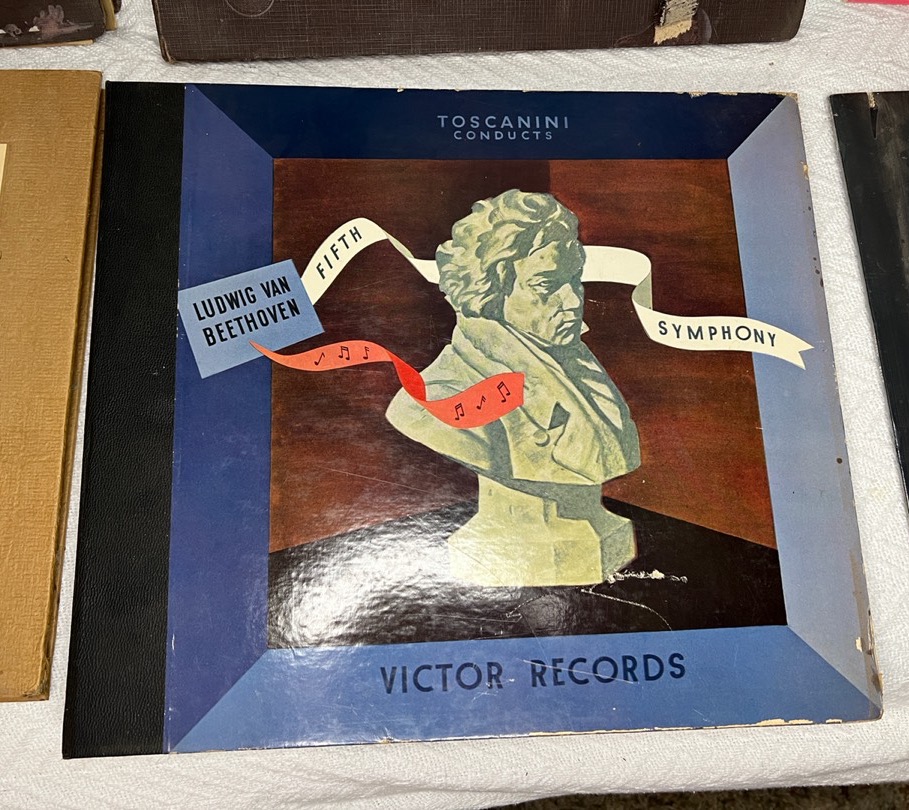 TOSCANINI
CONDUCTS
FIFTH
LUDWIG VAN
BEETHOVEN
SYMPHONY
VICTOR RECORDS